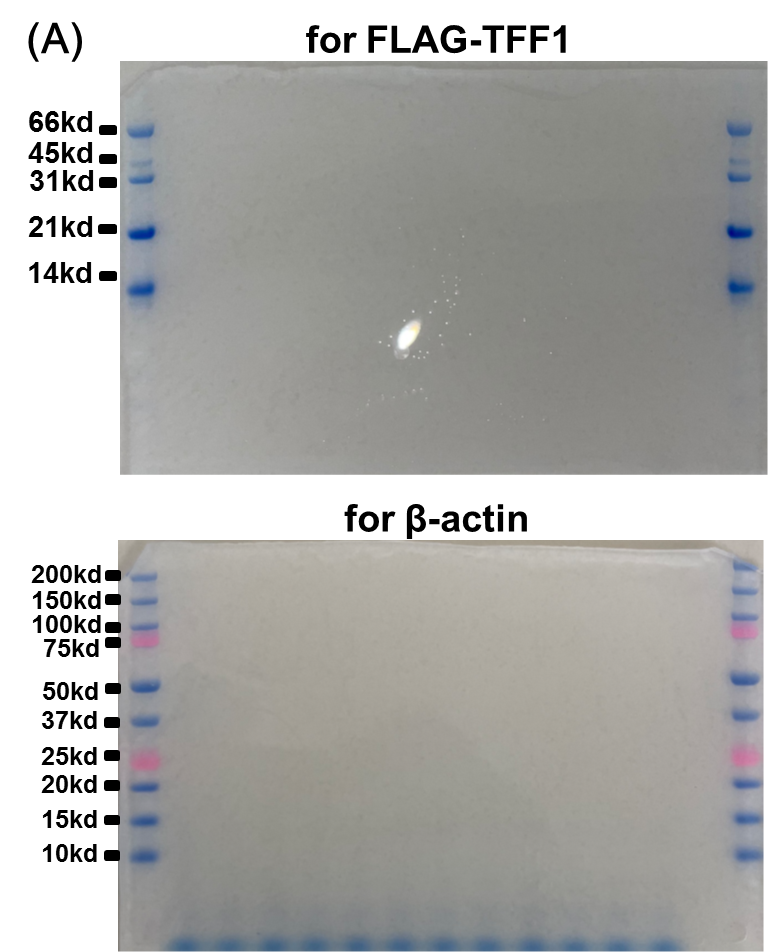 (A)
for FLAG-TFF1
66kd
45kd
31kd
21kd
14kd
for β-actin
200kd
150kd
100kd
75kd
50kd
37kd
25kd
20kd
15kd
10kd